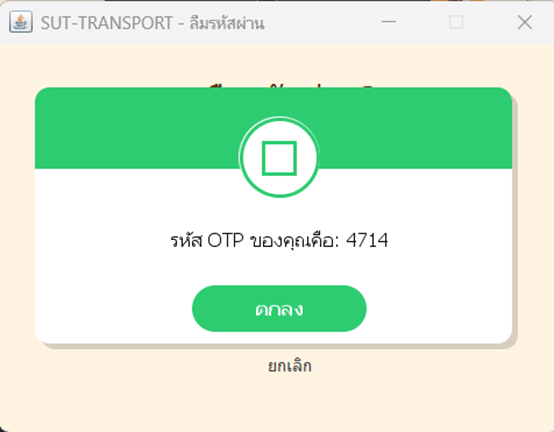 SUT-TRANSPORT - ลืมรหัสผ่าน
รหัส OTP ของคุณคือ: 4714
ตกลง
ยกเลิก